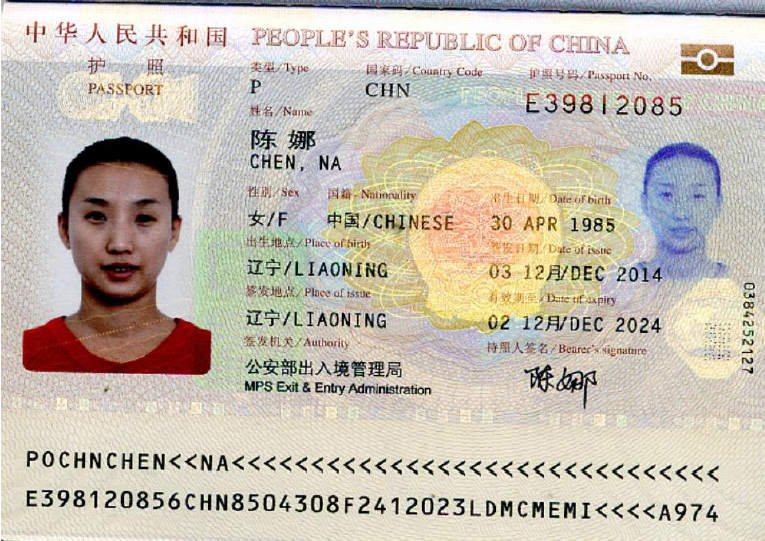 中华人民共和国 PEOPLE'S REPUBLIC OF CHINA
护 照
PASSPORT
类型/Type 国家码/Country Code 护照号码/Passport No.
P CHN E39812085
姓名/Name
陈 娜
CHEN, NA
性别/Sex 国籍/Nationality 出生日期/Date of birth
女/F 中国/CHINESE 30 APR 1985
出生地点/Place of birth 签发日期/Date of issue
辽宁/LIAONING 03 12月/DEC 2014
签发地点/Place of issue 有效期至/Date of expiry
辽宁/LIAONING 02 12月/DEC 2024
签发机关/Authority 持照人签名/Bearer's signature
公安部出入境管理局
MPS Exit & Entry Administration
陈娜
0384252127
POCHNCHEN<<NA<<<<<<<<<<<<<<<<<<<<<<<<<<<<<<<
E398120856CHN8504308F2412023LDMCMEMI<<<<A974